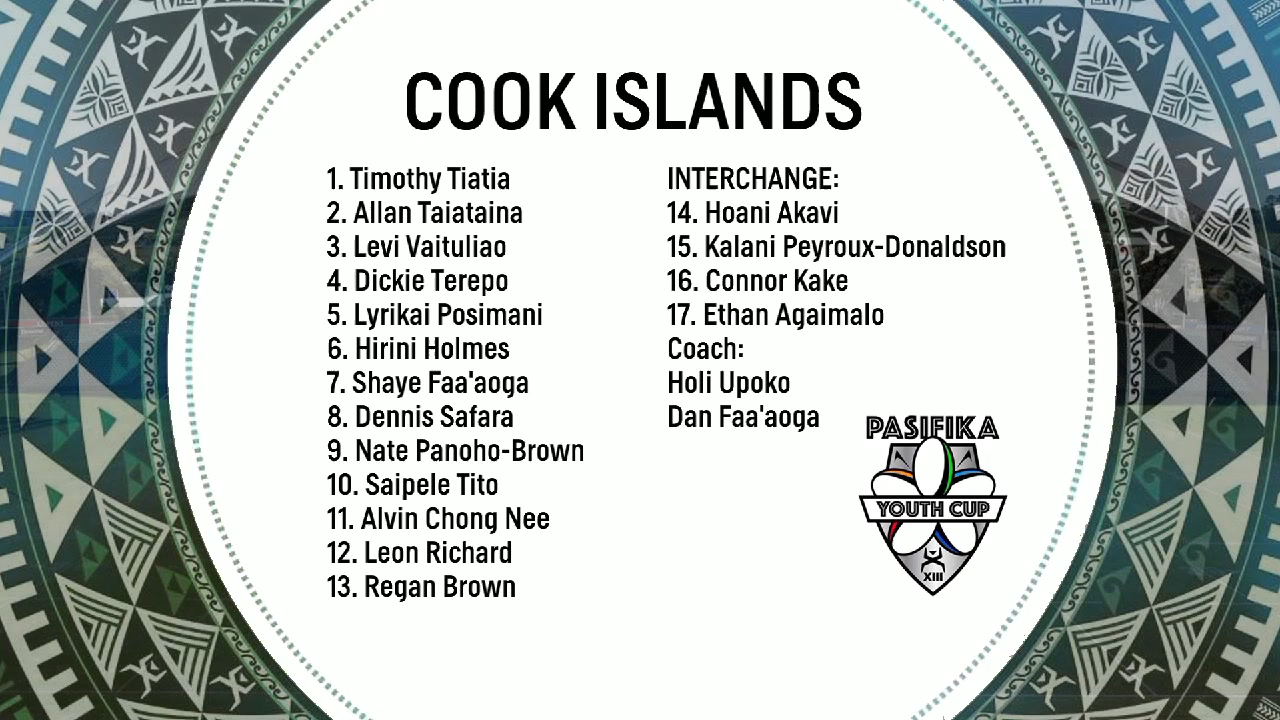 COOK ISLANDS
1. Timothy Tiatia
2. Allan Taiataina
3. Levi Vaituliao
4. Dickie Terepo
5. Lyrikai Posimani
6. Hirini Holmes
7. Shaye Faa'aoga
8. Dennis Safara
9. Nate Panoho-Brown
10. Saipele Tito
11. Alvin Chong Nee
12. Leon Richard
13. Regan Brown
INTERCHANGE:
14. Hoani Akavi
15. Kalani Peyroux-Donaldson
16. Connor Kake
17. Ethan Agaimalo
Coach:
Holi Upoko
Dan Faa'aoga
PASIFIKA
YOUTH CUP
XIII